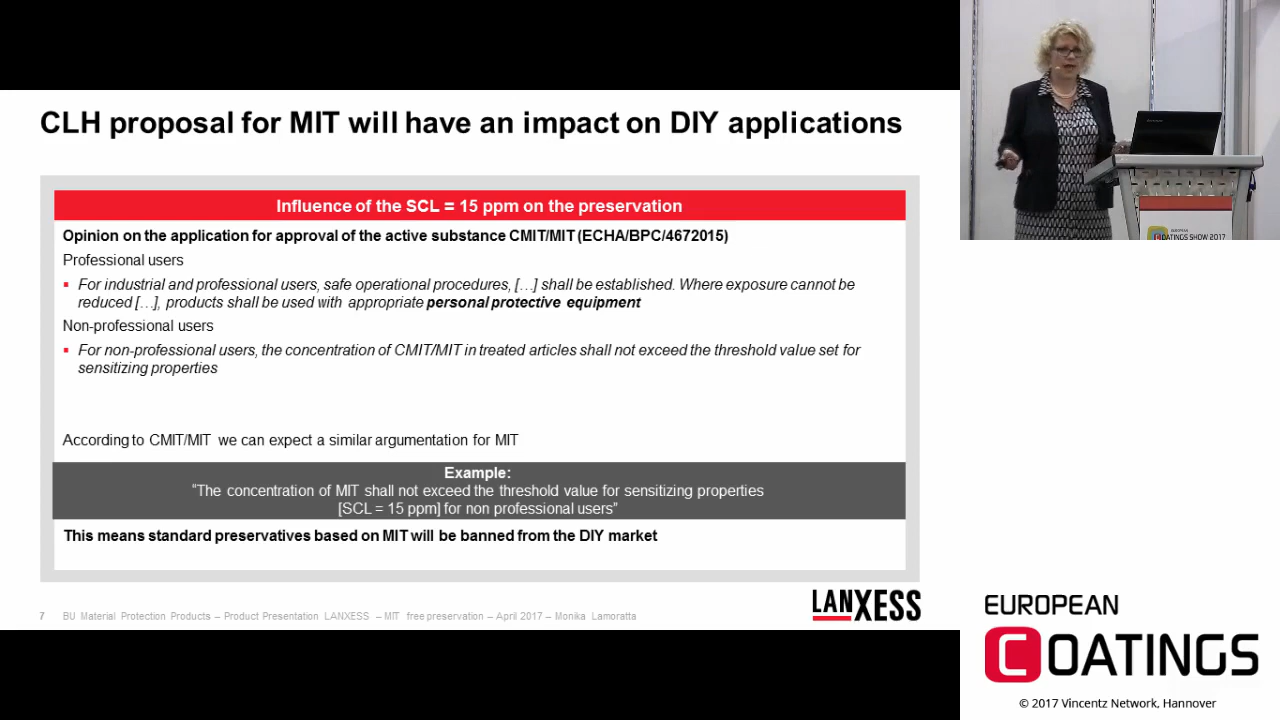 CLH proposal for MIT will have an impact on DIY applications
Influence of the SCL = 15 ppm on the preservation
Opinion on the application for approval of the active substance CMIT/MIT (ECHA/BPC/4672015)
Professional users
For industrial and professional users, safe operational procedures, […] shall be established. Where exposure cannot be
reduced […], products shall be used with appropriate personal protective equipment
Non-professional users
For non-professional users, the concentration of CMIT/MIT in treated articles shall not exceed the threshold value set for
sensitizing properties
According to CMIT/MIT we can expect a similar argumentation for MIT
Example:
“The concentration of MIT shall not exceed the threshold value for sensitizing properties
[SCL = 15 ppm] for non professional users”
This means standard preservatives based on MIT will be banned from the DIY market
7 BU Material Protection Products – Product Presentation LANXESS – MIT free preservation – April 2017 – Monika Lamoratta
LANXESS
EUROPEAN
COATINGS SHOW 2017
EUROPEAN
COATINGS
© 2017 Vincentz Network, Hannover